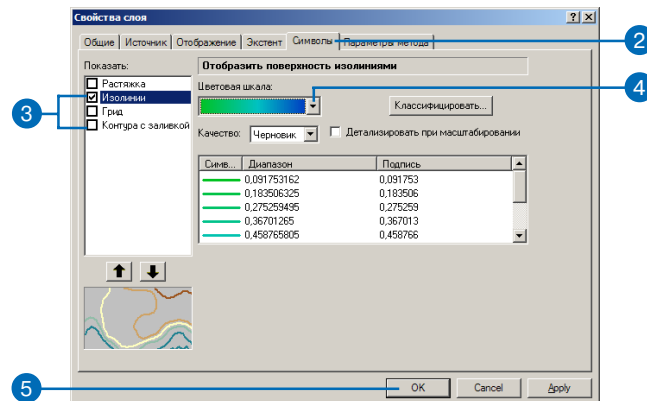 Свойства слоя
Общие Источник Отображение Экстент Символы Параметры метода
2
Показать:
Растяжка
Изолинии
Грид
Контура с заливкой
3
Отобразить поверхность изолиниями
Цветовая шкала:
4
Классифицировать...
Качество: Черновик Детализировать при масштабировании
Симв... Диапазон Подпись
0,091753162 0,091753
0,183506325 0,183506
0,275259495 0,275259
0,36701265 0,367013
0,458765805 0,458766
5
OK Cancel Apply